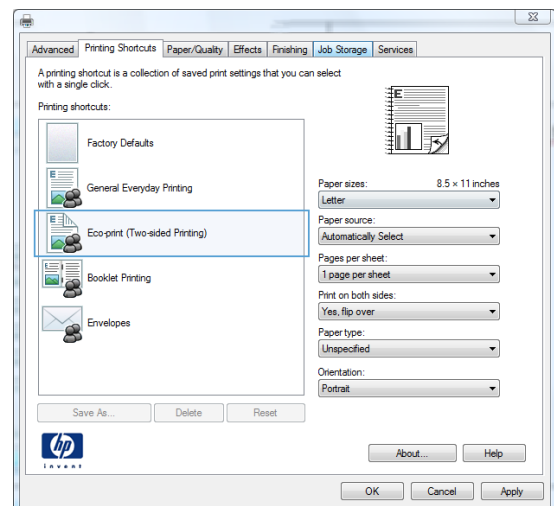 Advanced
Printing Shortcuts
Paper/Quality
Effects
Finishing
Job Storage
Services
A printing shortcut is a collection of saved print settings that you can select
with a single click.
Printing shortcuts:
Factory Defaults
E
General Everyday Printing
E
Eco-print (Two-sided Printing)
Booklet Printing
Envelopes
Save As...
Delete
Reset
E
Paper sizes:
8.5 × 11 inches
Letter
Paper source:
Automatically Select
Pages per sheet:
1 page per sheet
Print on both sides:
Yes, flip over
Paper type:
Unspecified
Orientation:
Portrait
hp
invent
About...
Help
OK
Cancel
Apply